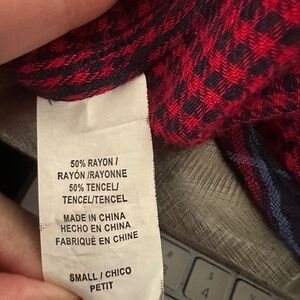 50% RAYON /
RAYÓN /RAYONNE
50% TENCEL/
TENCEL/TENCEL
MADE IN CHINA
HECHO EN CHINA
FABRIQUÉ EN CHINE
SMALL / CHICO
PETIT